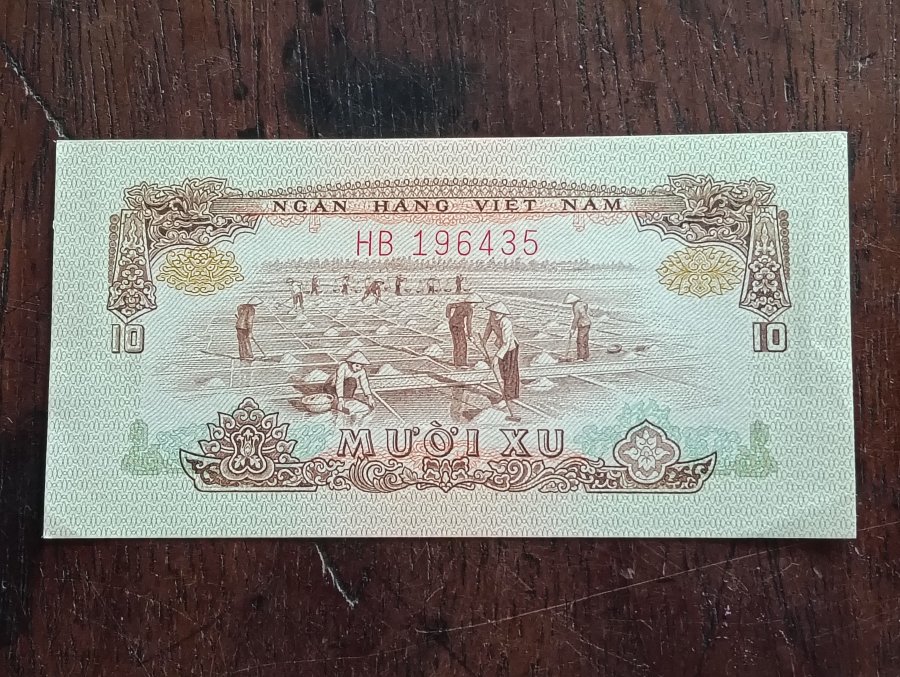 NGÂN HÀNG VIỆT NAM
HB 196435
10 10
MƯỜI XU